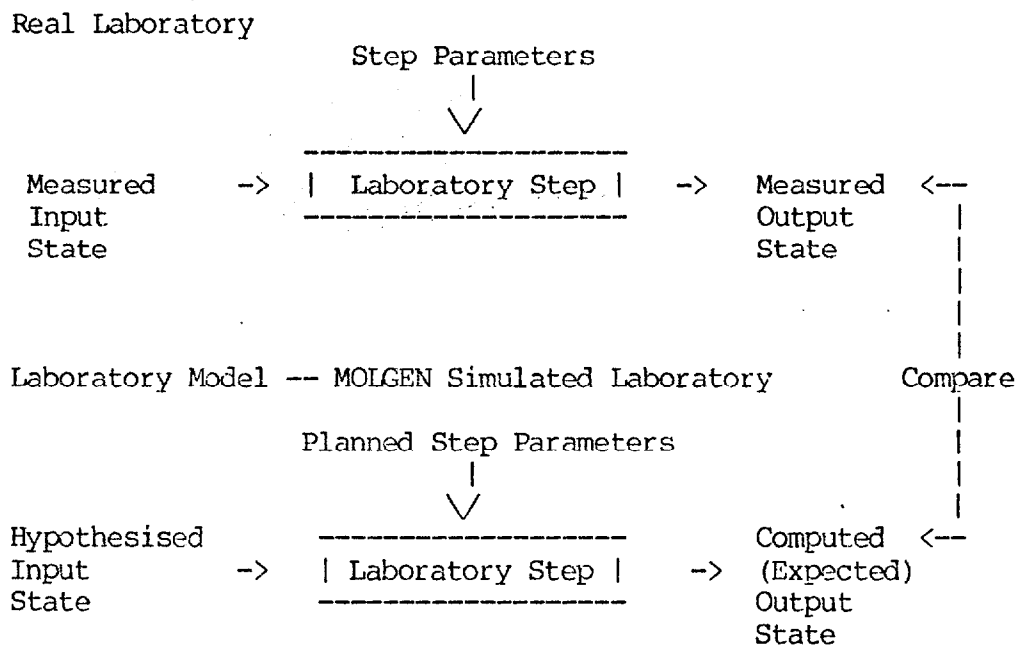 Real Laboratory
Step Parameters
|
\/
---------------------
Measured -> | Laboratory Step | -> Measured <--
Input --------------------- Output |
State State |
|
|
|
Laboratory Model -- MOLGEN Simulated Laboratory Compare
|
Planned Step Parameters |
| |
\/ |
Hypothesised --------------------- Computed <--
Input -> | Laboratory Step | -> (Expected)
State --------------------- Output
State